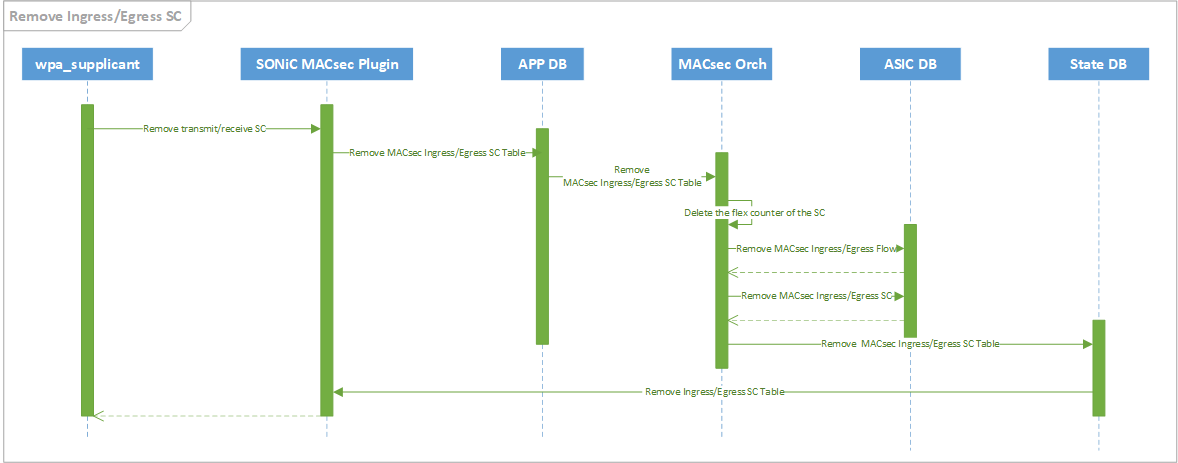 Remove Ingress/Egress SC
wpa_supplicant
SONiC MACsec Plugin
APP DB
MACsec Orch
ASIC DB
State DB
Remove transmit/receive SC
Remove MACsec Ingress/Egress SC Table
Remove
MACsec Ingress/Egress SC Table
Delete the flex counter of the SC
Remove MACsec Ingress/Egress Flow
Remove MACsec Ingress/Egress SC
Remove  MACsec Ingress/Egress SC Table
Remove Ingress/Egress SC Table